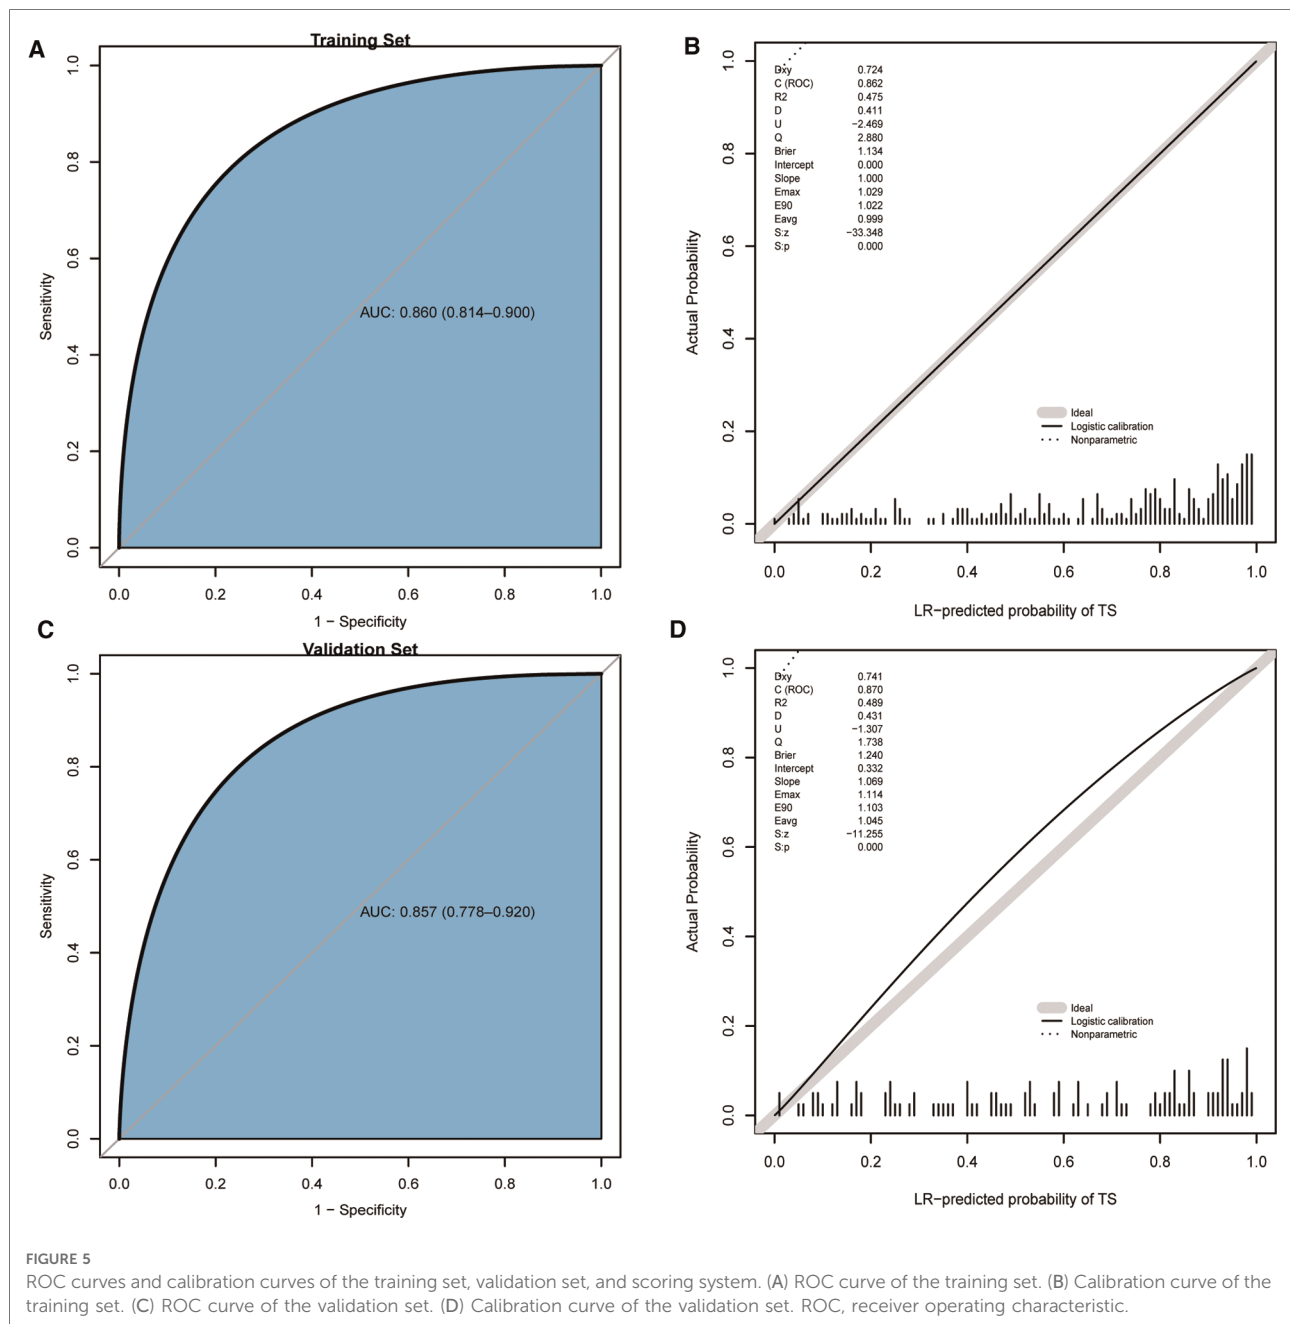 A
Training Set
1.0
0.8
0.6
0.4
0.2
0.0
Sensitivity
AUC: 0.860 (0.814–0.900)
0.0 0.2 0.4 0.6 0.8 1.0
1 − Specificity
B
1.0
0.8
0.6
0.4
0.2
0.0
Actual Probability
Dxy 0.724
C (ROC) 0.862
R2 0.475
D 0.411
U −2.469
Q 2.880
Brier 1.134
Intercept 0.000
Slope 1.000
Emax 1.029
E90 1.022
Eavg 0.999
S:z −33.348
S:p 0.000
Ideal
Logistic calibration
Nonparametric
0.0 0.2 0.4 0.6 0.8 1.0
LR−predicted probability of TS
C
Validation Set
1.0
0.8
0.6
0.4
0.2
0.0
Sensitivity
AUC: 0.857 (0.778–0.920)
0.0 0.2 0.4 0.6 0.8 1.0
1 − Specificity
D
1.0
0.8
0.6
0.4
0.2
0.0
Actual Probability
Dxy 0.741
C (ROC) 0.870
R2 0.489
D 0.431
U −1.307
Q 1.738
Brier 1.240
Intercept 0.332
Slope 1.069
Emax 1.114
E90 1.103
Eavg 1.045
S:z −11.255
S:p 0.000
Ideal
Logistic calibration
Nonparametric
0.0 0.2 0.4 0.6 0.8 1.0
LR−predicted probability of TS
FIGURE 5
ROC curves and calibration curves of the training set, validation set, and scoring system. (A) ROC curve of the training set. (B) Calibration curve of the
training set. (C) ROC curve of the validation set. (D) Calibration curve of the validation set. ROC, receiver operating characteristic.